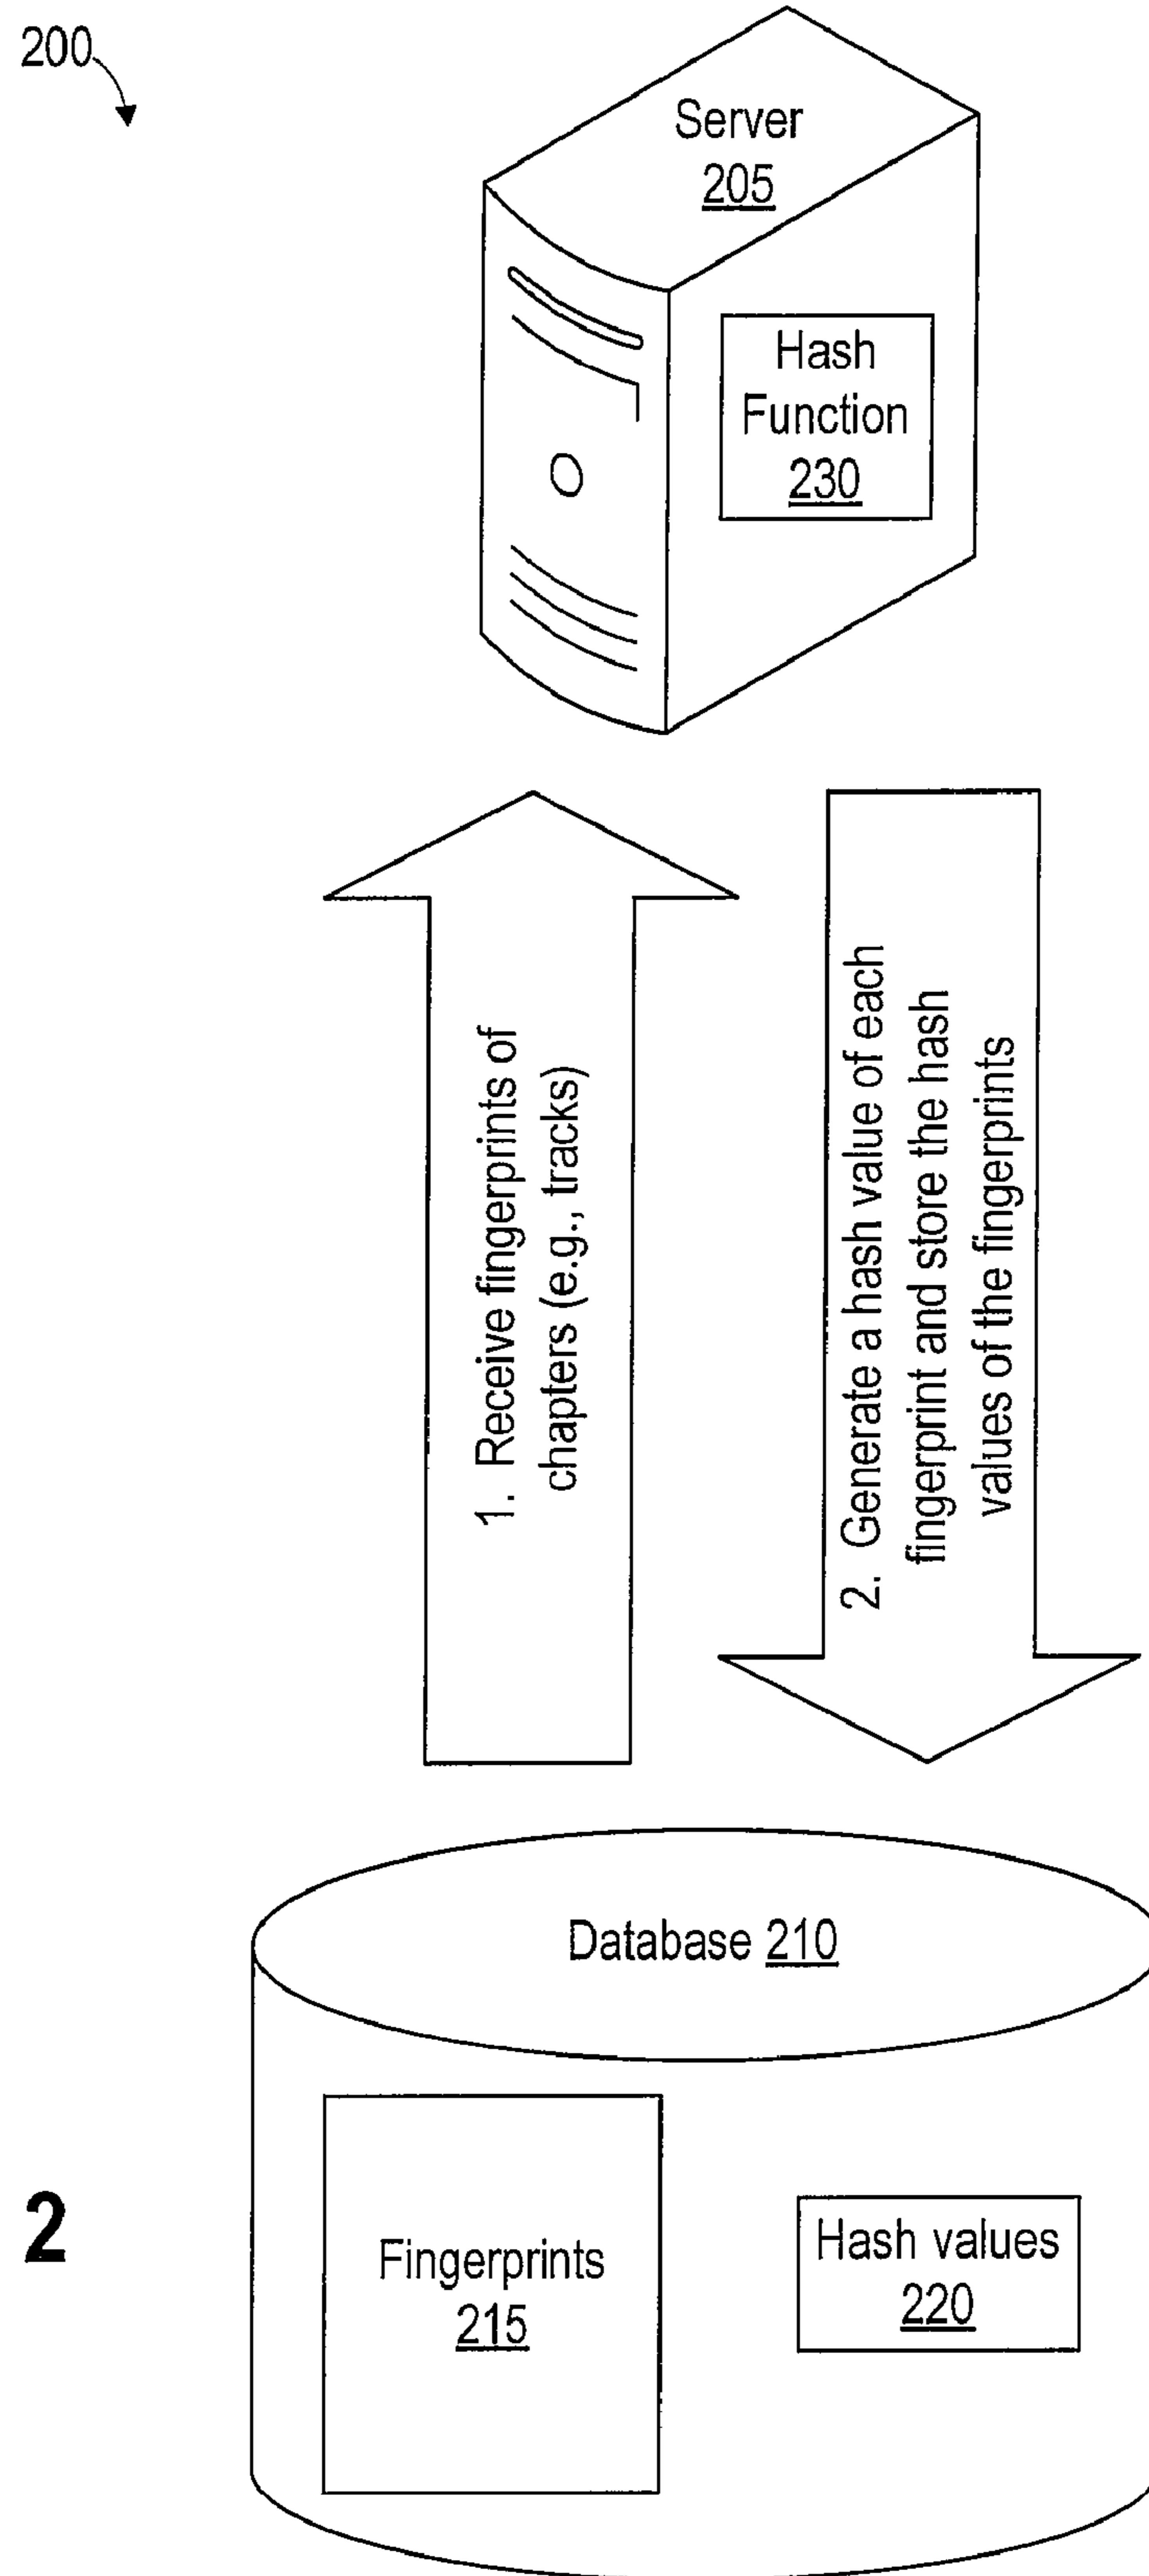 200
Server
205
Hash
Function
230
1. Receive fingerprints of
chapters (e.g., tracks)
2. Generate a hash value of each
fingerprint and store the hash
values of the fingerprints
Database 210
Fingerprints
215
Hash values
220
2